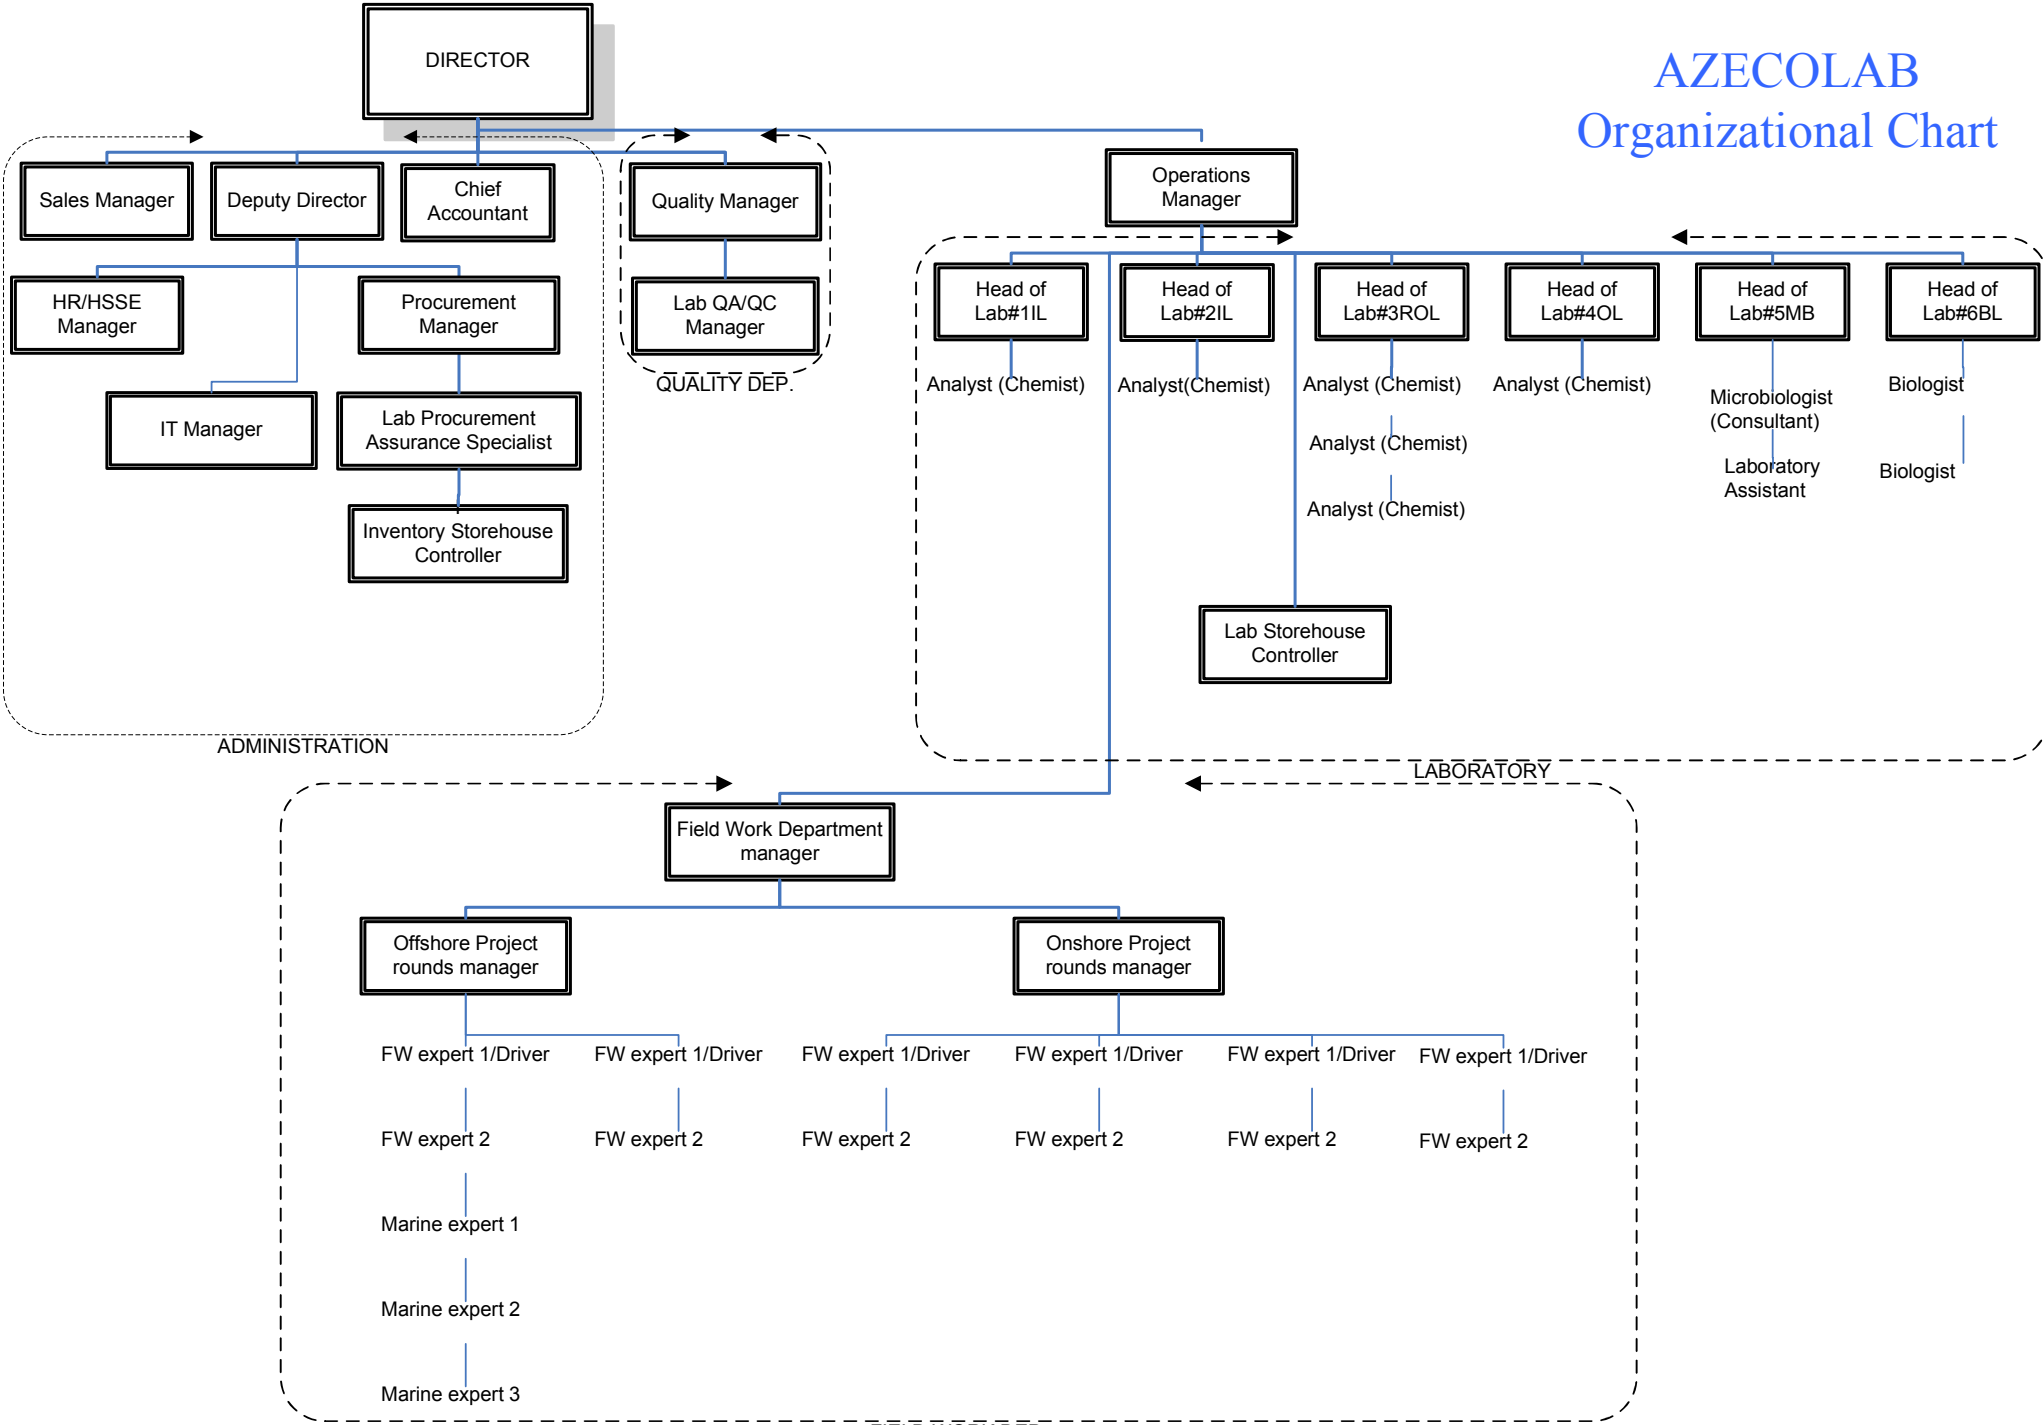 AZECOLAB
Organizational Chart
DIRECTOR
Sales Manager
Deputy Director
Chief
Accountant
Quality Manager
Operations
Manager
HR/HSSE
Manager
Procurement
Manager
Lab QA/QC
Manager
QUALITY DEP.
IT Manager
Lab Procurement
Assurance Specialist
Inventory Storehouse
Controller
ADMINISTRATION
Head of
Lab#1IL
Head of
Lab#2IL
Head of
Lab#3ROL
Head of
Lab#4OL
Head of
Lab#5MB
Head of
Lab#6BL
Analyst (Chemist)
Analyst(Chemist)
Analyst (Chemist)
Analyst (Chemist)
Microbiologist
(Consultant)
Biologist
Analyst (Chemist)
Laboratory
Assistant
Biologist
Analyst (Chemist)
Lab Storehouse
Controller
LABORATORY
Field Work Department
manager
Offshore Project
rounds manager
Onshore Project
rounds manager
FW expert 1/Driver
FW expert 1/Driver
FW expert 1/Driver
FW expert 1/Driver
FW expert 1/Driver
FW expert 1/Driver
FW expert 2
FW expert 2
FW expert 2
FW expert 2
FW expert 2
FW expert 2
Marine expert 1
Marine expert 2
Marine expert 3